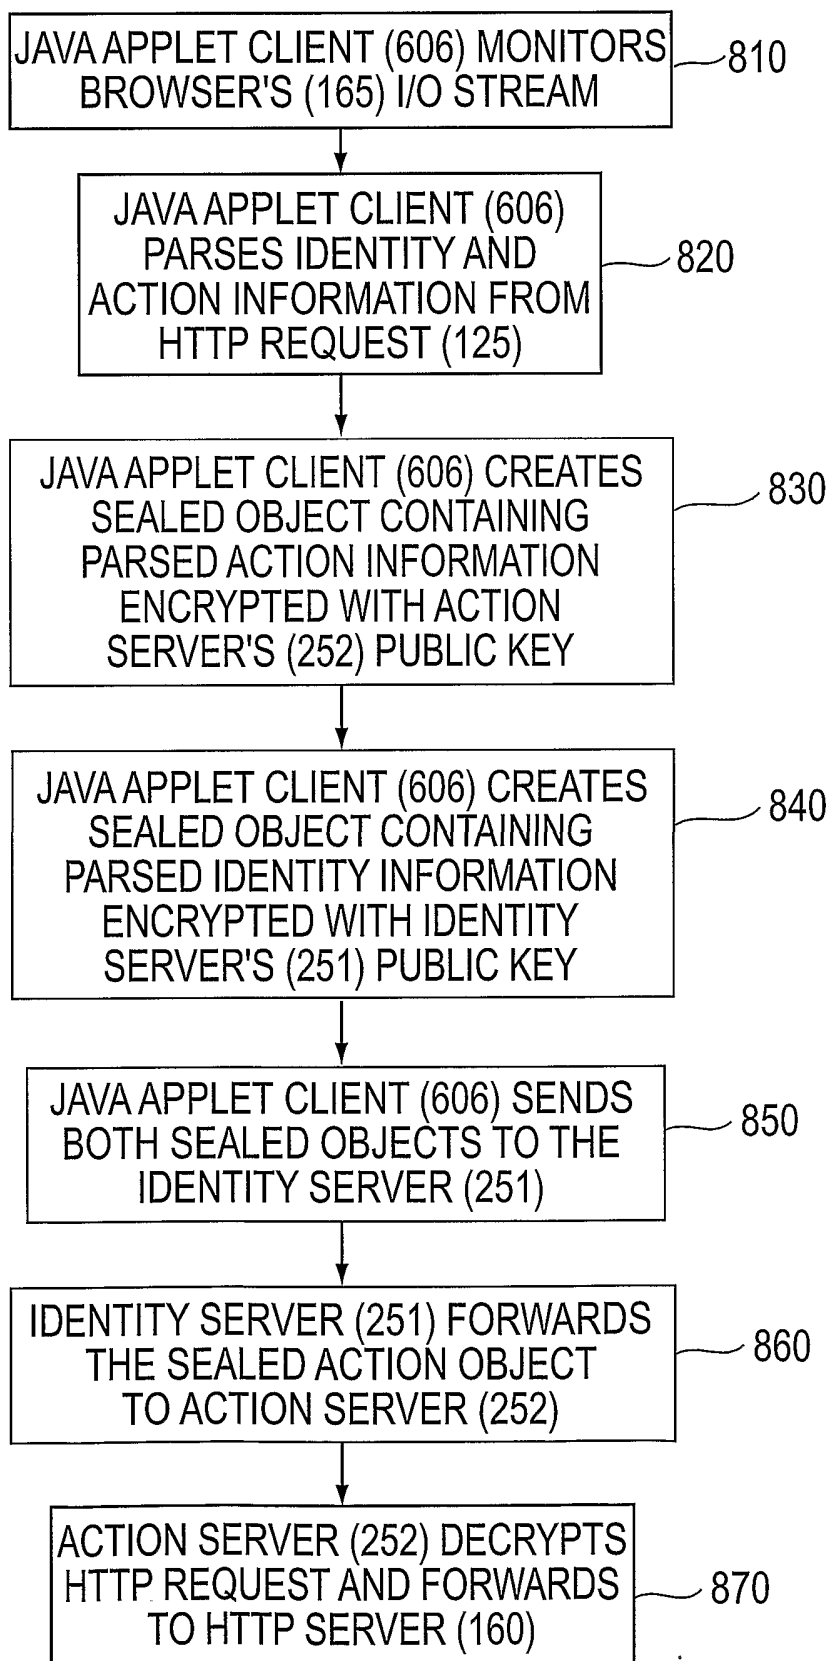 JAVA APPLET CLIENT (606) MONITORS
BROWSER'S (165) I/O STREAM
810
JAVA APPLET CLIENT (606)
PARSES IDENTITY AND
ACTION INFORMATION FROM
HTTP REQUEST (125)
820
JAVA APPLET CLIENT (606) CREATES
SEALED OBJECT CONTAINING
PARSED ACTION INFORMATION
ENCRYPTED WITH ACTION
SERVER'S (252) PUBLIC KEY
830
JAVA APPLET CLIENT (606) CREATES
SEALED OBJECT CONTAINING
PARSED IDENTITY INFORMATION
ENCRYPTED WITH IDENTITY
SERVER'S (251) PUBLIC KEY
840
JAVA APPLET CLIENT (606) SENDS
BOTH SEALED OBJECTS TO THE
IDENTITY SERVER (251)
850
IDENTITY SERVER (251) FORWARDS
THE SEALED ACTION OBJECT
TO ACTION SERVER (252)
860
ACTION SERVER (252) DECRYPTS
HTTP REQUEST AND FORWARDS
TO HTTP SERVER (160)
870